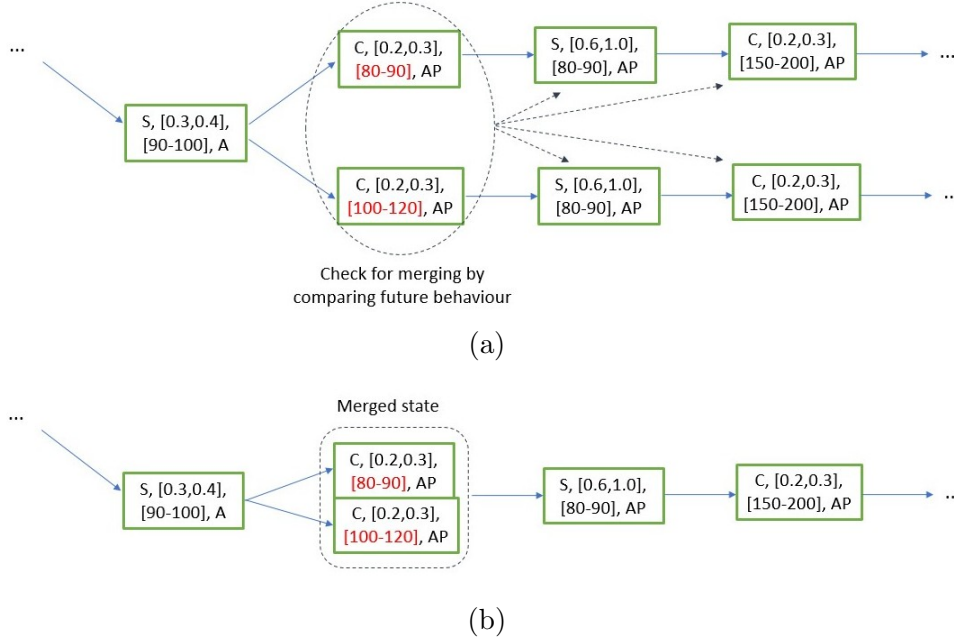 ...
C, [0.2,0.3],
[80-90], AP
S, [0.6,1.0],
[80-90], AP
C, [0.2,0.3],
[150-200], AP
...
S, [0.3,0.4],
[90-100], A
C, [0.2,0.3],
[100-120], AP
S, [0.6,1.0],
[80-90], AP
C, [0.2,0.3],
[150-200], AP
..
Check for merging by
comparing future behaviour
(a)
...
Merged state
C, [0.2,0.3],
[80-90], AP
S, [0.3,0.4],
[90-100], A
C, [0.2,0.3],
[100-120], AP
S, [0.6,1.0],
[80-90], AP
C, [0.2,0.3],
[150-200], AP
..
(b)